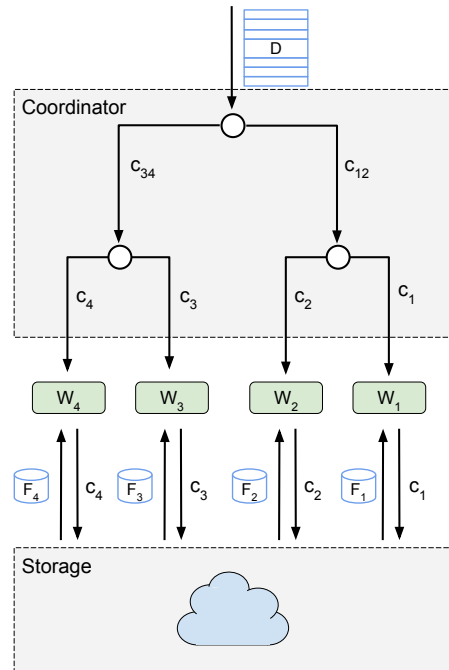 D
Coordinator
c₃₄
c₁₂
c₄
c₃
c₂
c₁
W₄
W₃
W₂
W₁
F₄
c₄
F₃
c₃
F₂
c₂
F₁
c₁
Storage